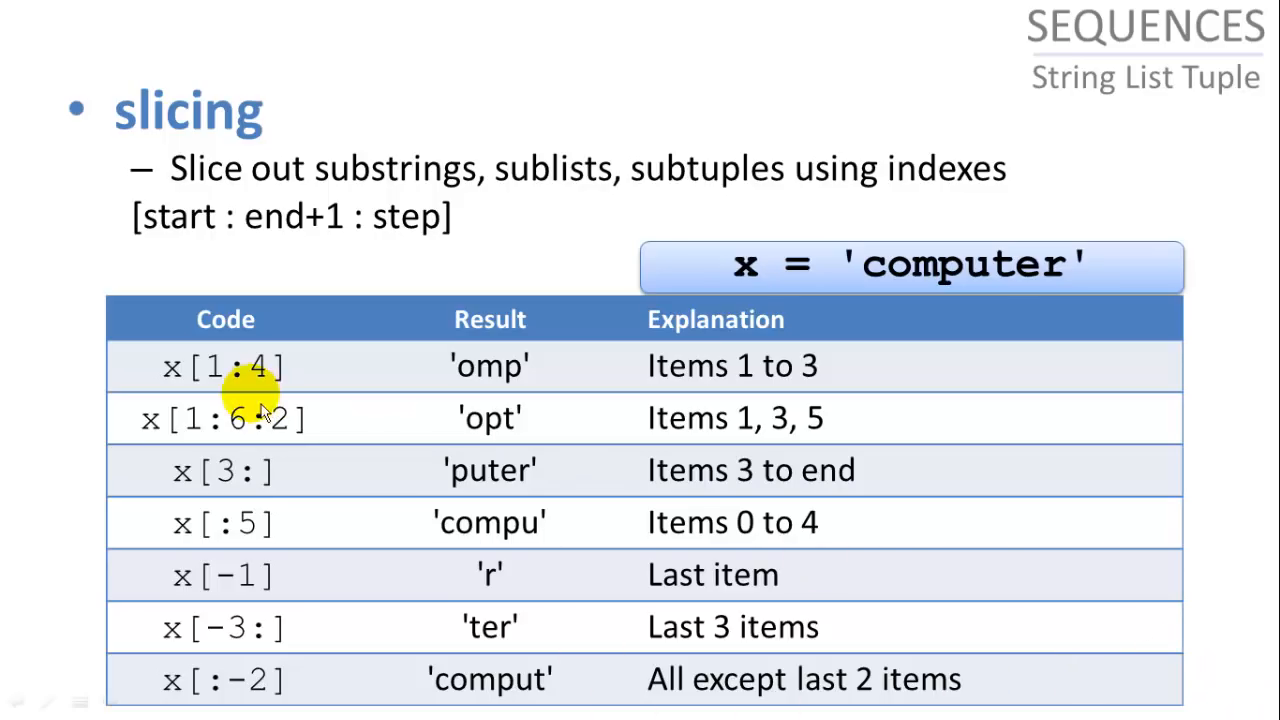 SEQUENCES
String List Tuple
• slicing
– Slice out substrings, sublists, subtuples using indexes
[start : end+1 : step]
x = 'computer'
Code Result Explanation
x[1:4] 'omp' Items 1 to 3
x[1:6:2] 'opt' Items 1, 3, 5
x[3:] 'puter' Items 3 to end
x[:5] 'compu' Items 0 to 4
x[-1] 'r' Last item
x[-3:] 'ter' Last 3 items
x[:-2] 'comput' All except last 2 items